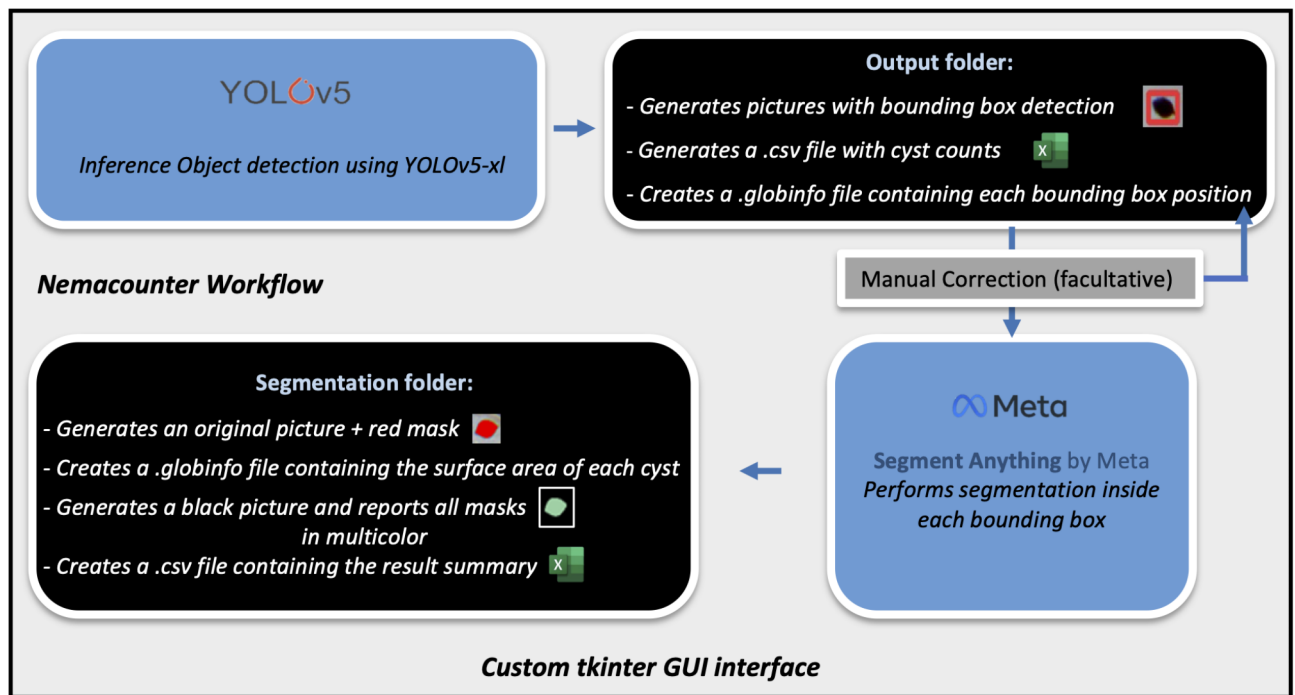 YOLOv5
Inference Object detection using YOLOv5-xl
Output folder:
- Generates pictures with bounding box detection
- Generates a .csv file with cyst counts
X
- Creates a .globinfo file containing each bounding box position
Nemacounter Workflow
Manual Correction (facultative)
Meta
Segment Anything by Meta
Performs segmentation inside
each bounding box
Segmentation folder:
- Generates an original picture + red mask
- Creates a .globinfo file containing the surface area of each cyst
- Generates a black picture and reports all masks
in multicolor
- Creates a .csv file containing the result summary
X
Custom tkinter GUI interface